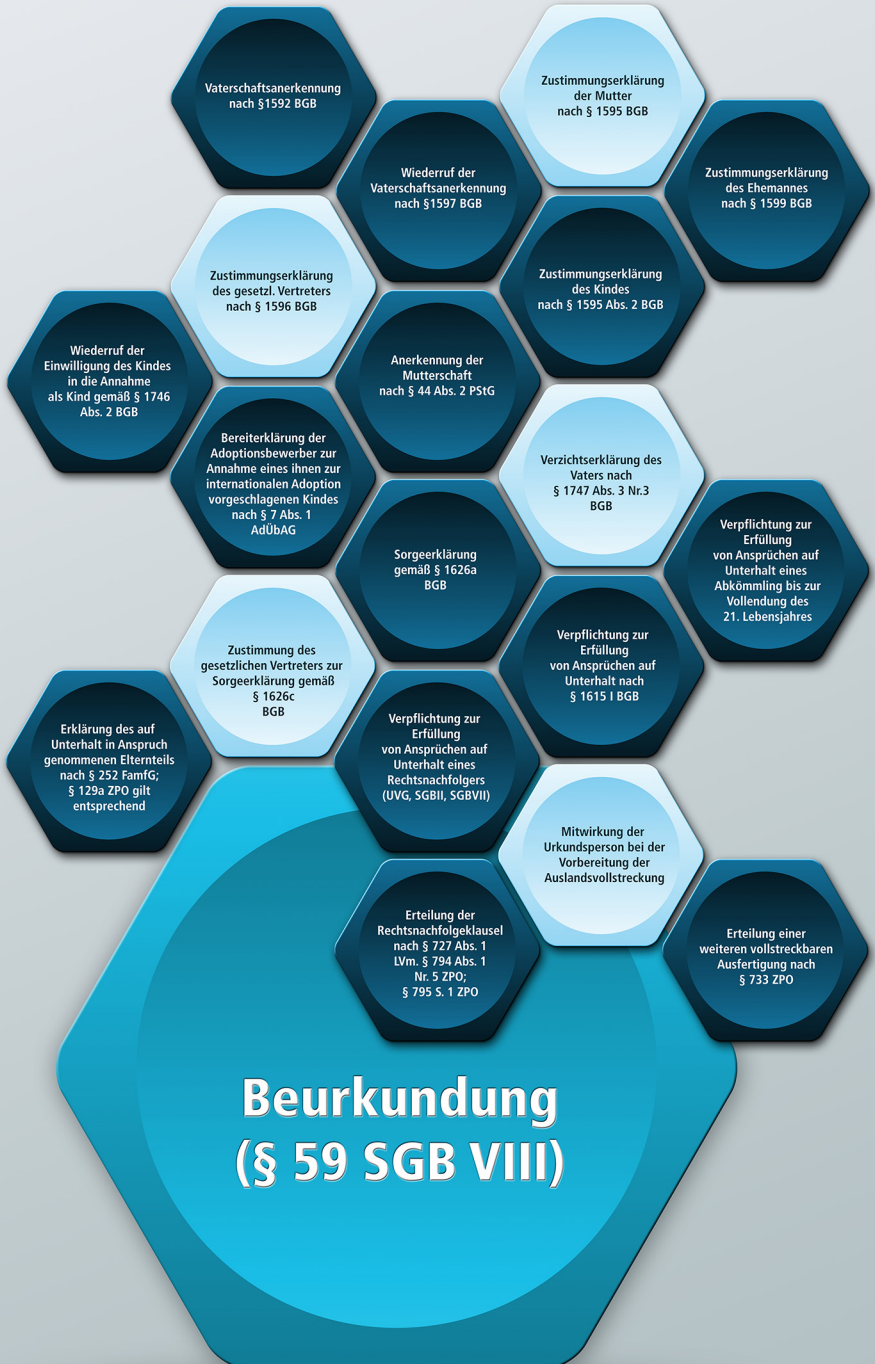 Vaterschaftsanerkennung
nach §1592 BGB
Zustimmungserklärung
der Mutter
nach § 1595 BGB
Wiederruf der
Vaterschaftsanerkennung
nach §1597 BGB
Zustimmungserklärung
des Ehemannes
nach § 1599 BGB
Zustimmungserklärung
des gesetzl. Vertreters
nach § 1596 BGB
Zustimmungserklärung
des Kindes
nach § 1595 Abs. 2 BGB
Wiederruf der
Einwilligung des Kindes
in die Annahme
als Kind gemäß § 1746
Abs. 2 BGB
Anerkennung der
Mutterschaft
nach § 44 Abs. 2 PStG
Bereiterklärung der
Adoptionsbewerber zur
Annahme eines ihnen zur
internationalen Adoption
vorgeschlagenen Kindes
nach § 7 Abs. 1
AdÜbAG
Verzichtserklärung des
Vaters nach
§ 1747 Abs. 3 Nr.3
BGB
Sorgeerklärung
gemäß § 1626a
BGB
Verpflichtung zur
Erfüllung
von Ansprüchen auf
Unterhalt eines
Abkömmling bis zur
Vollendung des
21. Lebensjahres
Zustimmung des
gesetzlichen Vertreters zur
Sorgeerklärung gemäß
§ 1626c
BGB
Verpflichtung zur
Erfüllung
von Ansprüchen auf
Unterhalt nach
§ 1615 I BGB
Erklärung des auf
Unterhalt in Anspruch
genommenen Elternteils
nach § 252 FamfG;
§ 129a ZPO gilt
entsprechend
Verpflichtung zur
Erfüllung
von Ansprüchen auf
Unterhalt eines
Rechtsnachfolgers
(UVG, SGBII, SGBVII)
Mitwirkung der
Urkundsperson bei der
Vorbereitung der
Auslandsvollstreckung
Erteilung der
Rechtsnachfolgeklausel
nach § 727 Abs. 1
LVm. § 794 Abs. 1
Nr. 5 ZPO;
§ 795 S. 1 ZPO
Erteilung einer
weiteren vollstreckbaren
Ausfertigung nach
§ 733 ZPO
Beurkundung
(§ 59 SGB VIII)